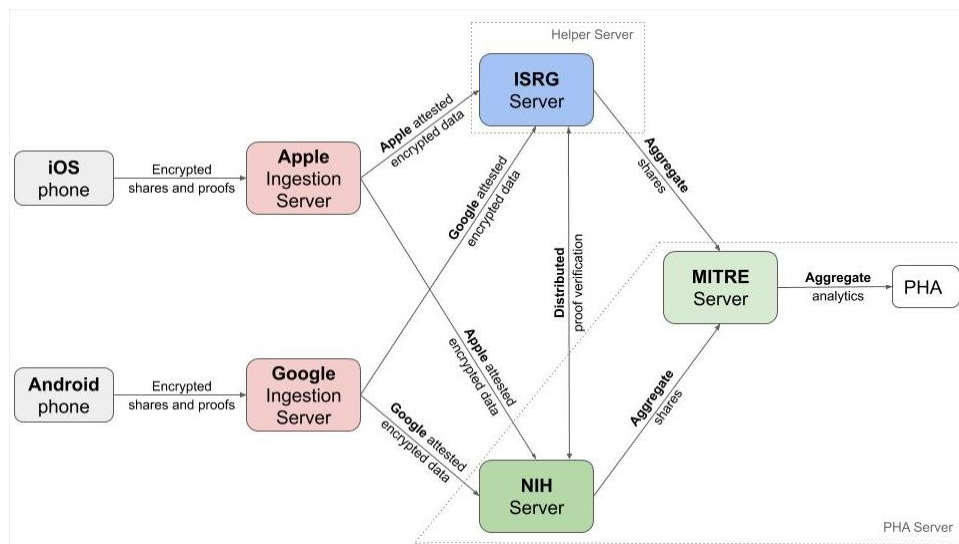 Helper Server
ISRG
Server
Apple attested
encrypted data
iOS
phone
Encrypted
shares and proofs
Apple
Ingestion
Server
Google attested
encrypted data
Aggregate
shares
Distributed
proof verification
MITRE
Server
Aggregate
analytics
PHA
Apple attested
encrypted data
Android
phone
Encrypted
shares and proofs
Google
Ingestion
Server
Google attested
encrypted data
Aggregate
shares
NIH
Server
PHA Server